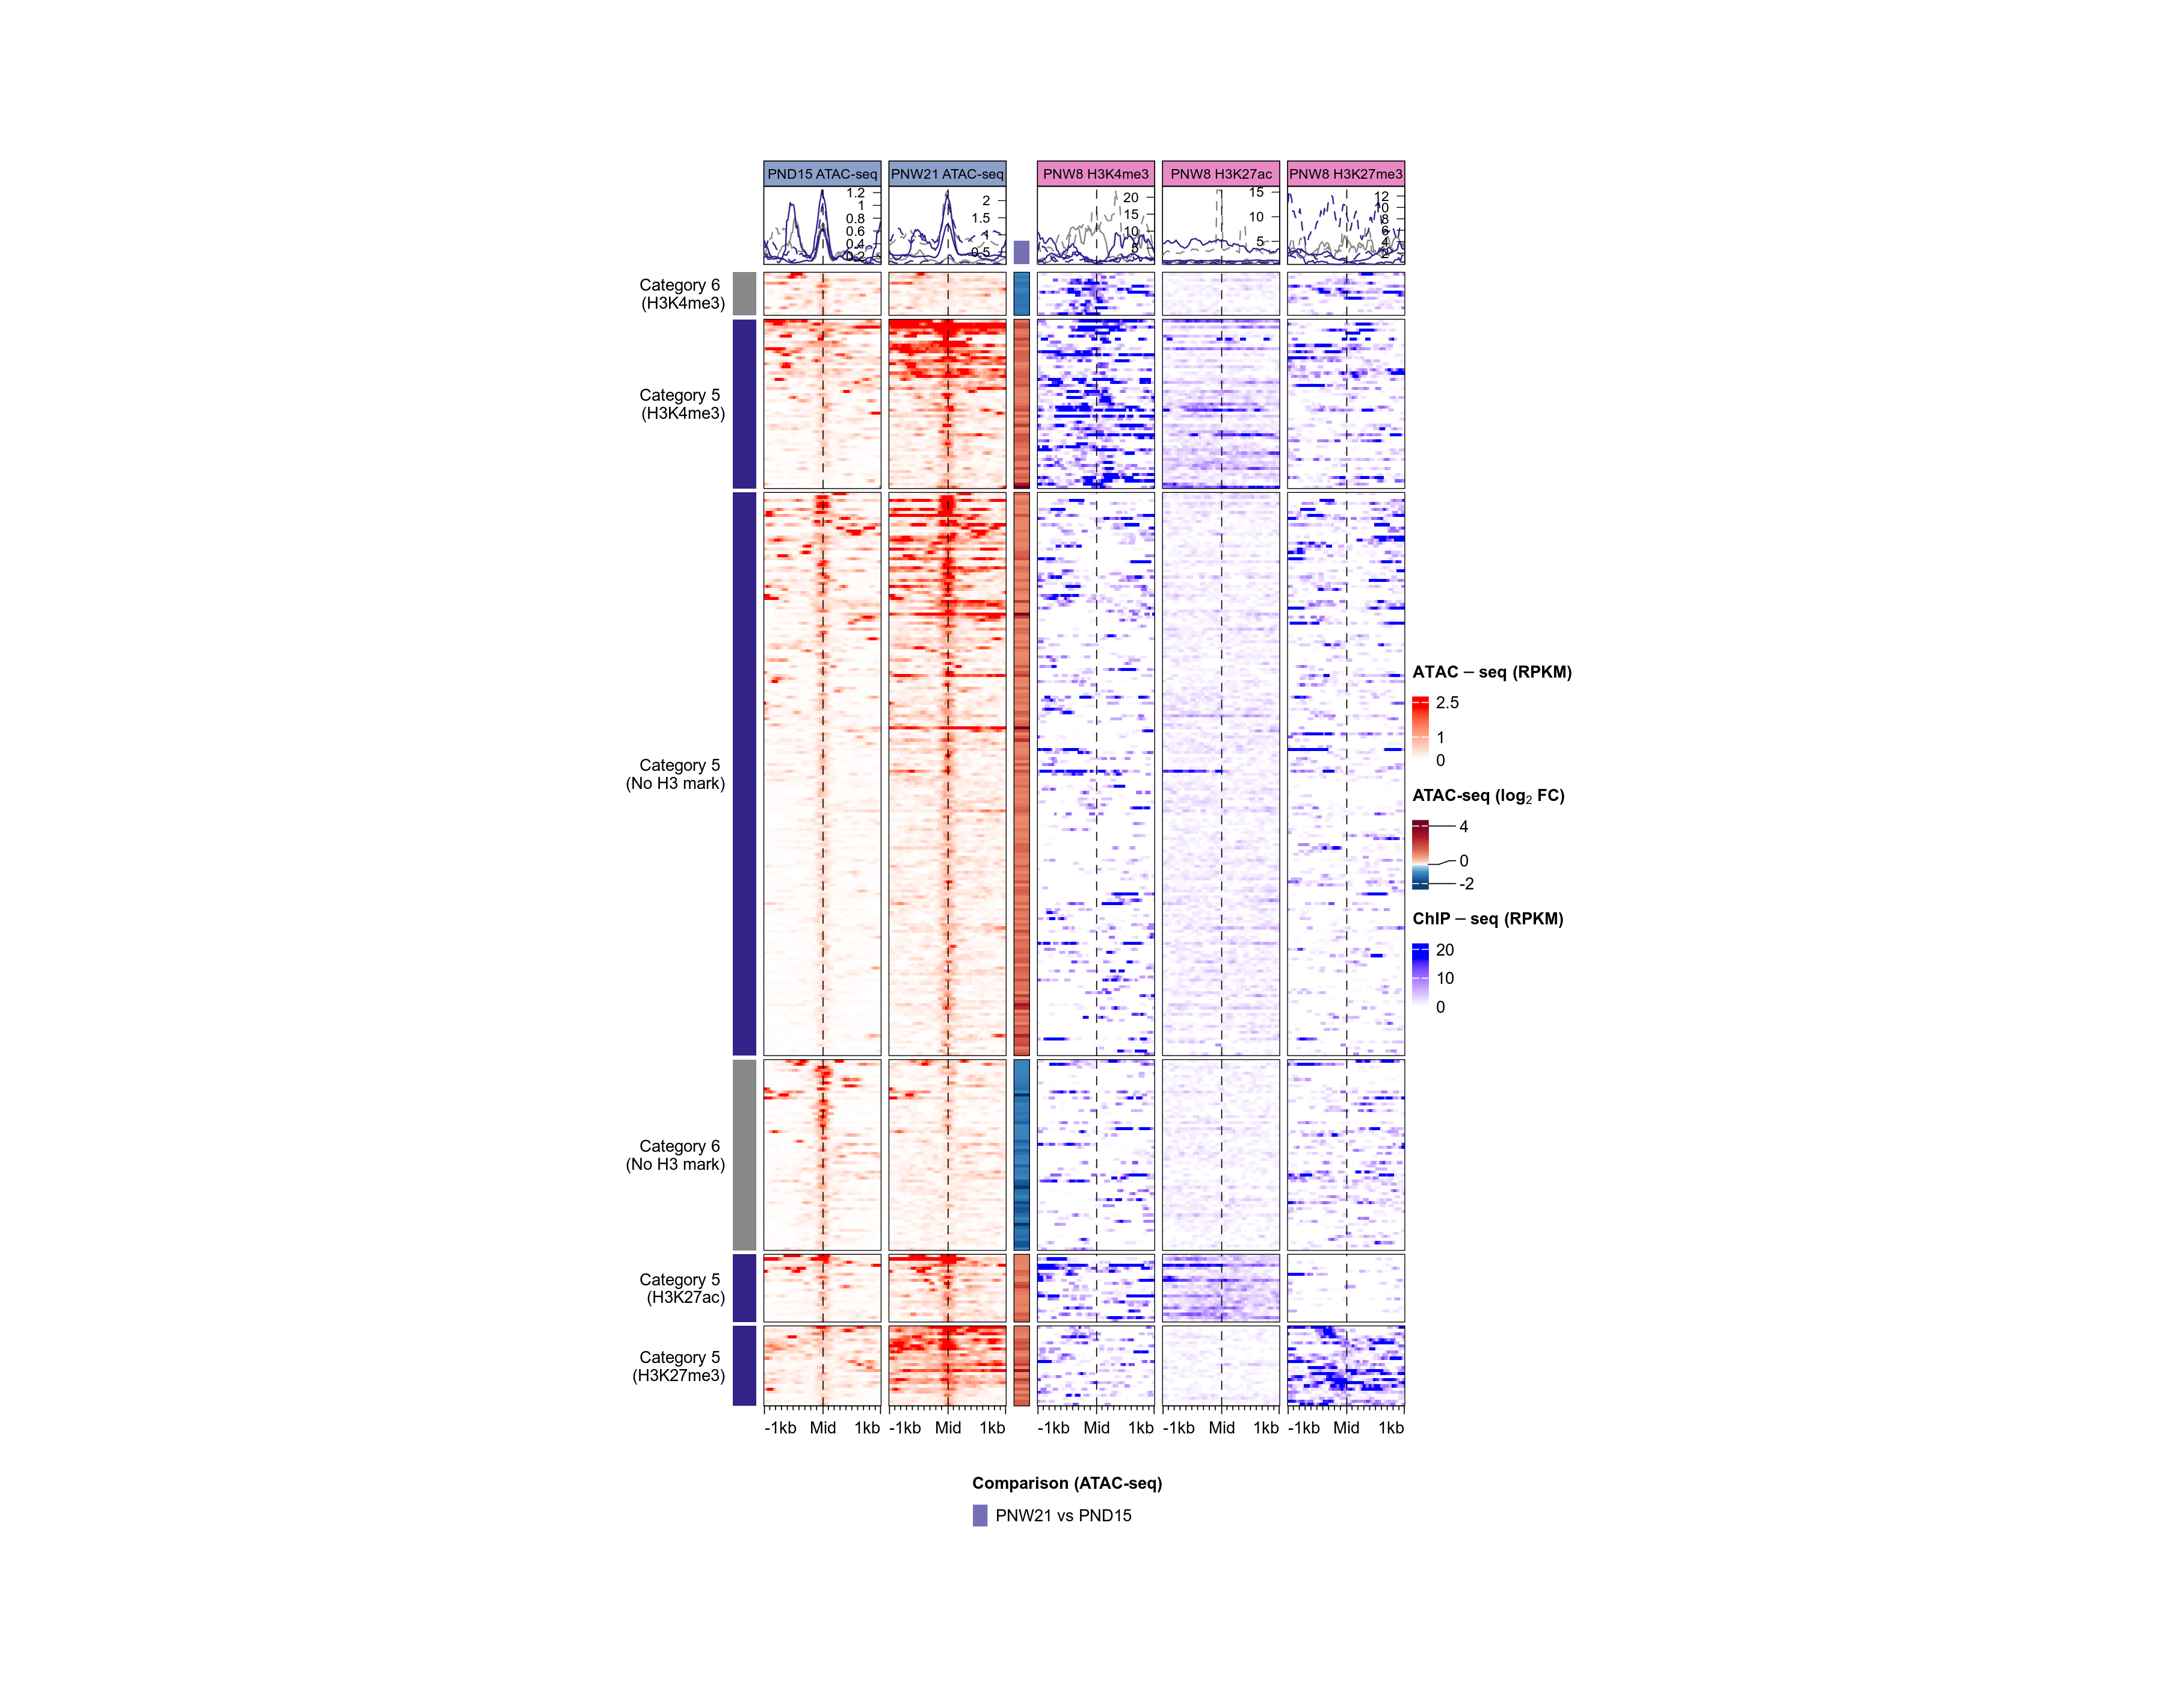 PND15 ATAC-seq
PNW21 ATAC-seq
PNW8 H3K4me3
PNW8 H3K27ac
PNW8 H3K27me3
1.2
1
0.8
0.6
0.4
0.2
2
1.5
1
0.5
20
15
10
5
15
10
5
12
10
8
6
4
2
Category 6
(H3K4me3)
Category 5
(H3K4me3)
Category 5
(No H3 mark)
Category 6
(No H3 mark)
Category 5
(H3K27ac)
Category 5
(H3K27me3)
-1kb Mid 1kb
-1kb Mid 1kb
-1kb Mid 1kb
-1kb Mid 1kb
-1kb Mid 1kb
ATAC – seq (RPKM)
2.5
1
0
ATAC-seq (log2 FC)
4
0
-2
ChIP – seq (RPKM)
20
10
0
Comparison (ATAC-seq)
PNW21 vs PND15